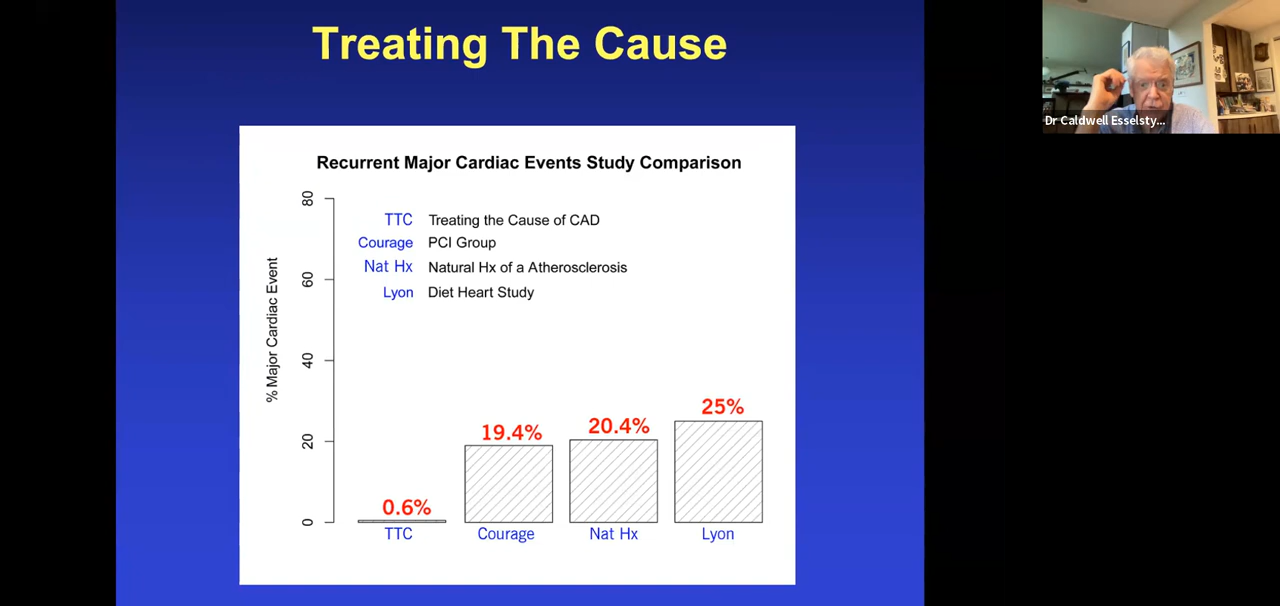 Treating The Cause
Dr Caldwell Esselsty...
Recurrent Major Cardiac Events Study Comparison
% Major Cardiac Event
80
60
40
20
0
TTC Treating the Cause of CAD
Courage PCI Group
Nat Hx Natural Hx of a Atherosclerosis
Lyon Diet Heart Study
0.6%
19.4%
20.4%
25%
TTC Courage Nat Hx Lyon